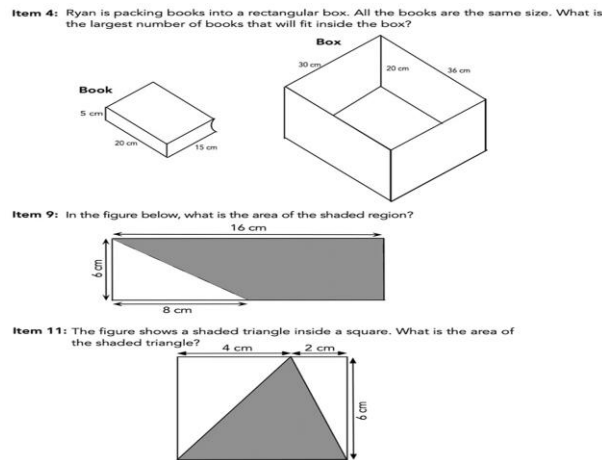 Item 4: Ryan is packing books into a rectangular box. All the books are the same size. What is
the largest number of books that will fit inside the box?
Box
30 cm
20 cm
36 cm
Book
5 cm
20 cm
15 cm
Item 9: In the figure below, what is the area of the shaded region?
16 cm
6 cm
8 cm
Item 11: The figure shows a shaded triangle inside a square. What is the area of
the shaded triangle?
4 cm
2 cm
6 cm